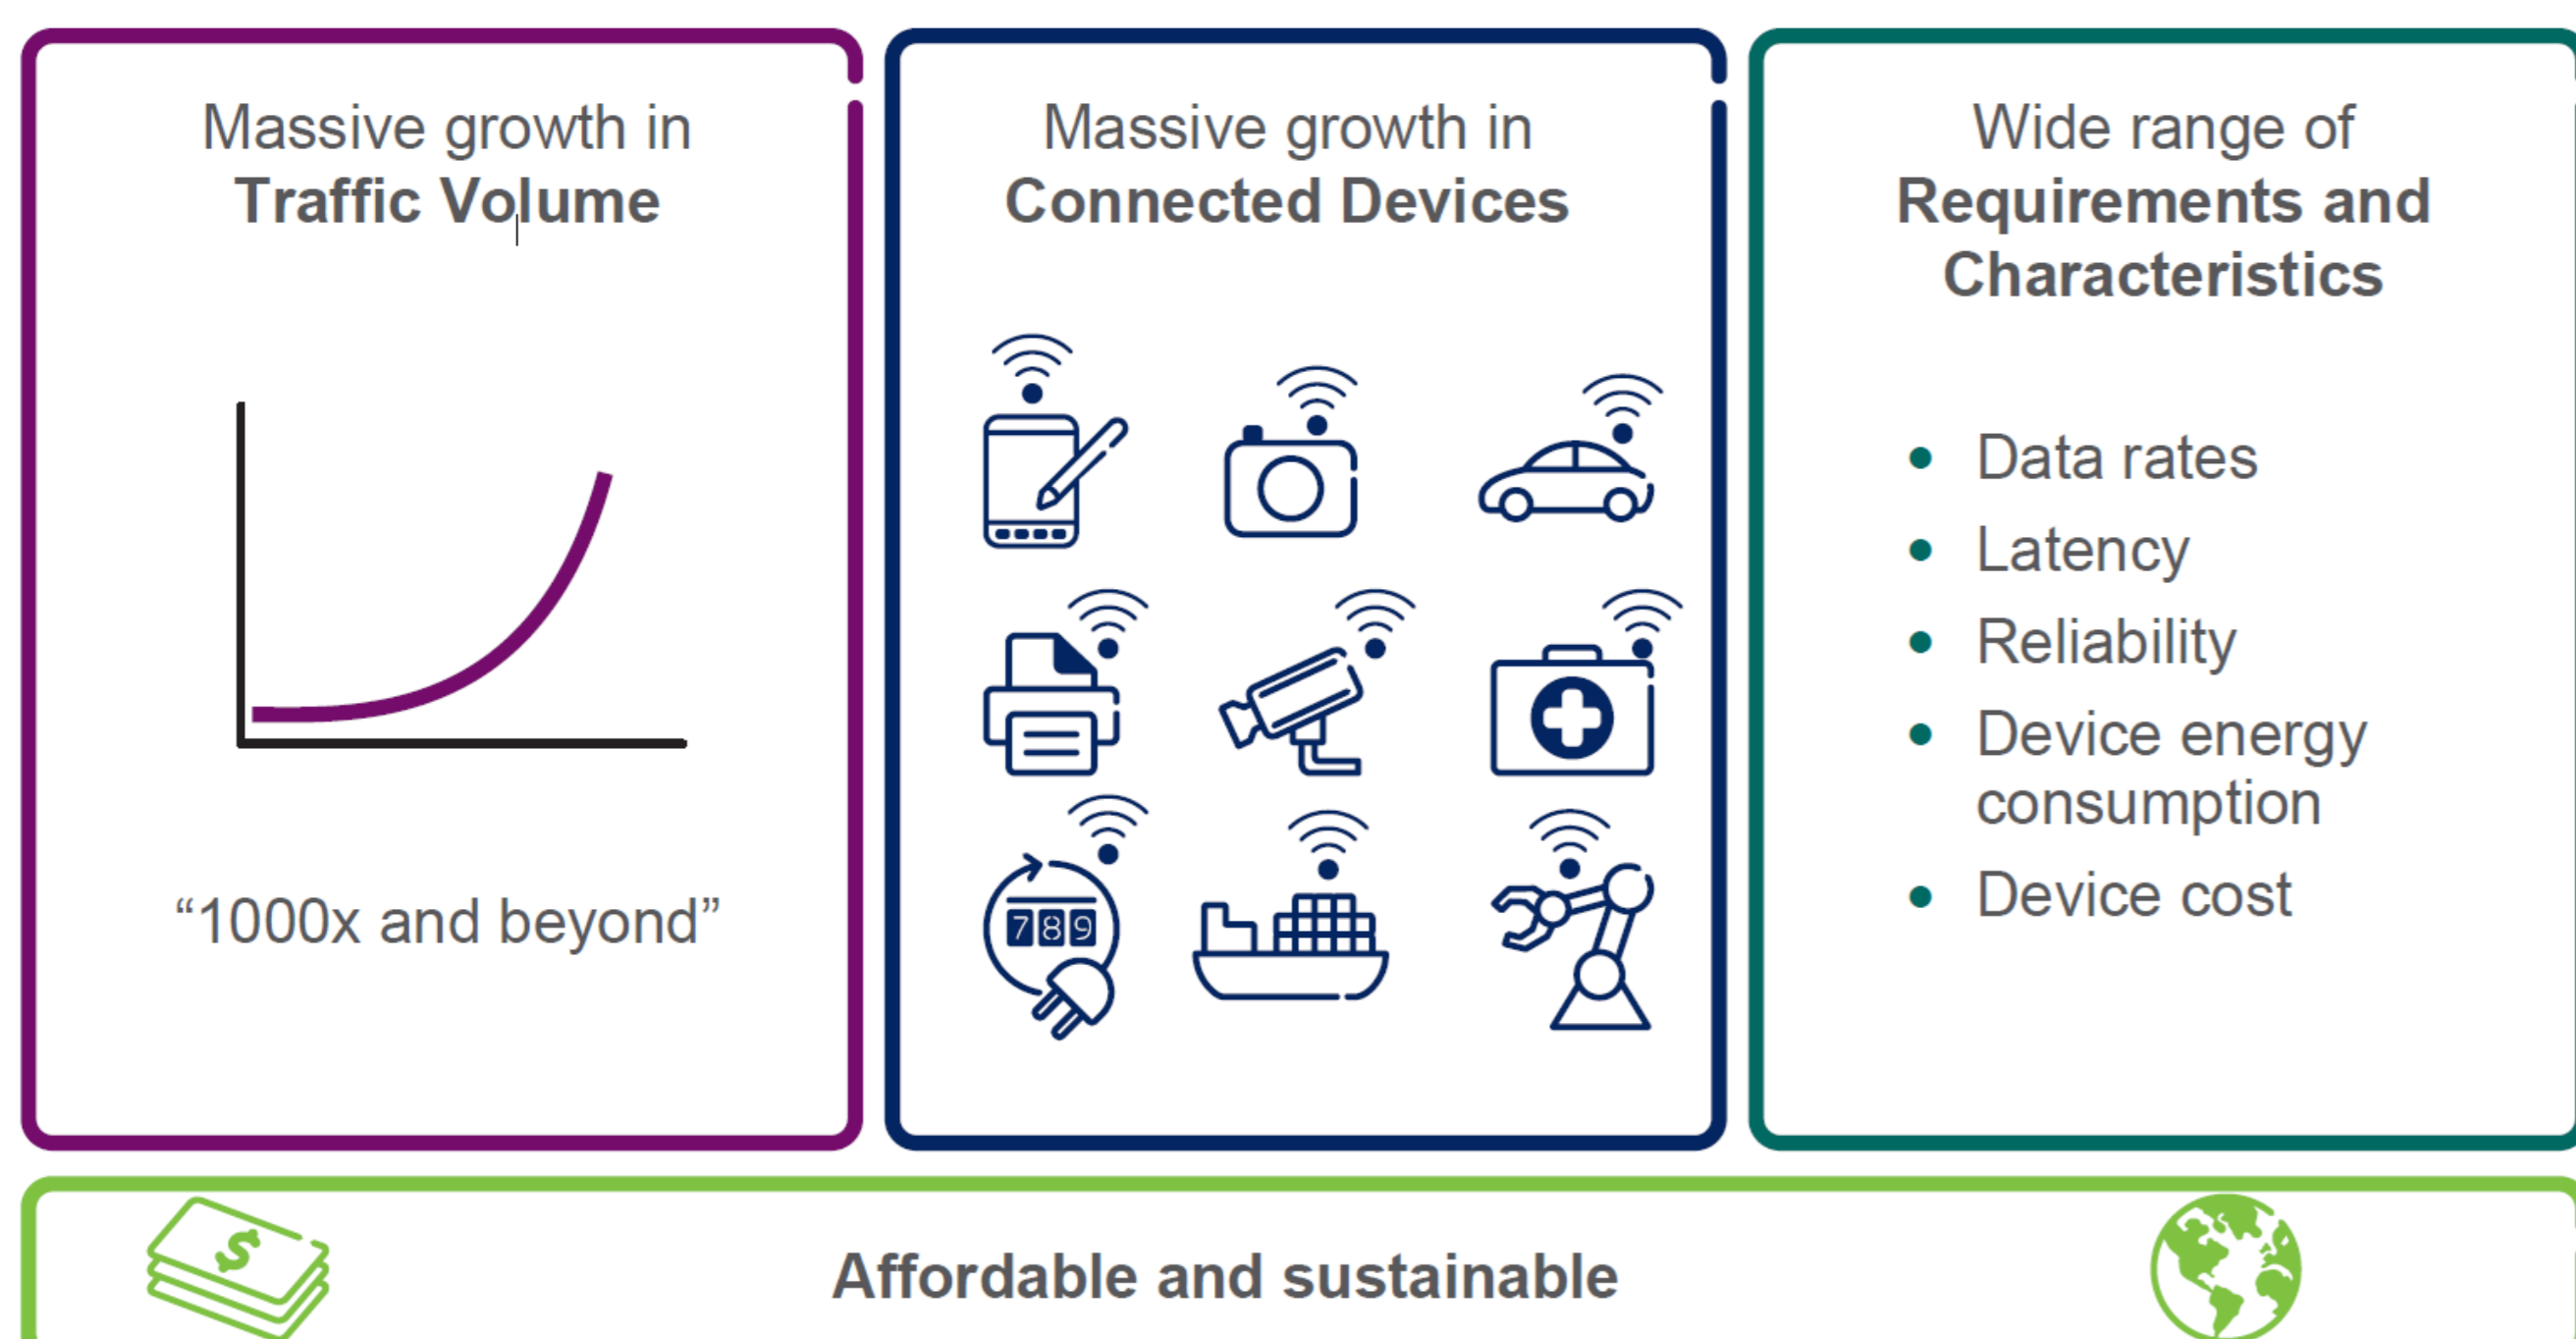 Massive growth in
Traffic Volume
“1000x and beyond”
Massive growth in
Connected Devices
789
Wide range of
Requirements and
Characteristics
• Data rates
• Latency
• Reliability
• Device energy
consumption
• Device cost
$
Affordable and sustainable